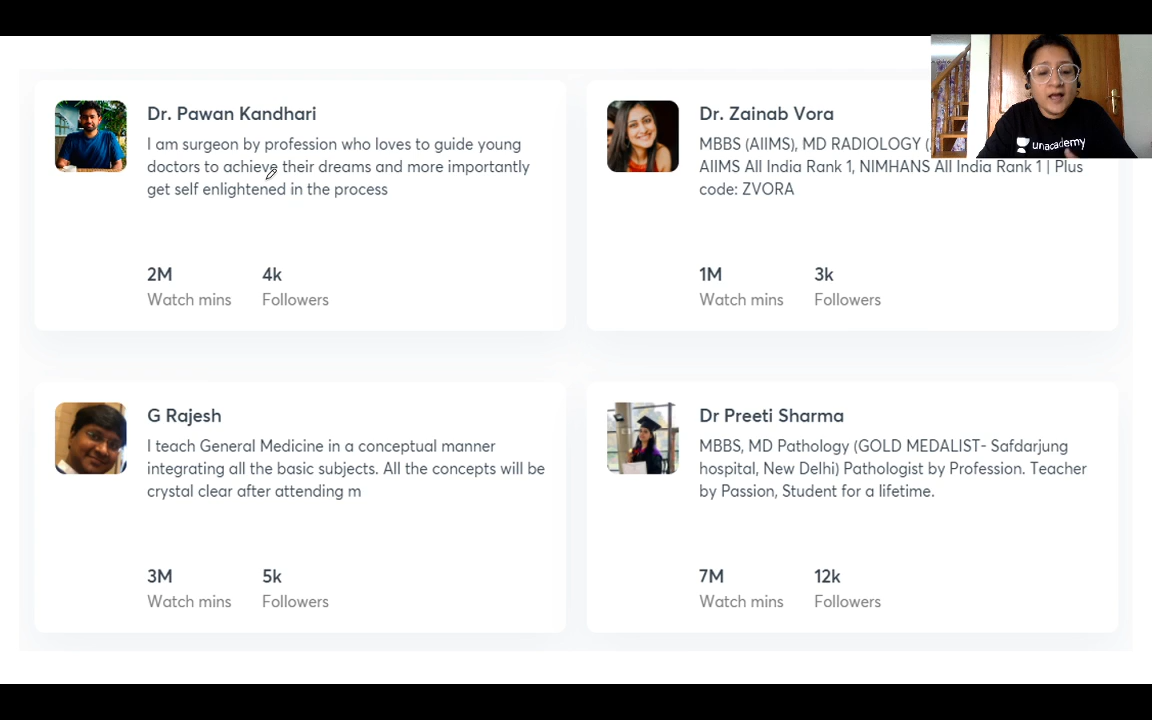 Dr. Pawan Kandhari
I am surgeon by profession who loves to guide young
doctors to achieve their dreams and more importantly
get self enlightened in the process
2M
4k
Watch mins
Followers
Dr. Zainab Vora
MBBS (AIIMS), MD RADIOLOGY (
AIIMS All India Rank 1, NIMHANS All India Rank 1 | Plus
code: ZVORA
1M
3k
Watch mins
Followers
unacademy
G Rajesh
I teach General Medicine in a conceptual manner
integrating all the basic subjects. All the concepts will be
crystal clear after attending m
3M
5k
Watch mins
Followers
Dr Preeti Sharma
MBBS, MD Pathology (GOLD MEDALIST- Safdarjung
hospital, New Delhi) Pathologist by Profession. Teacher
by Passion, Student for a lifetime.
7M
12k
Watch mins
Followers